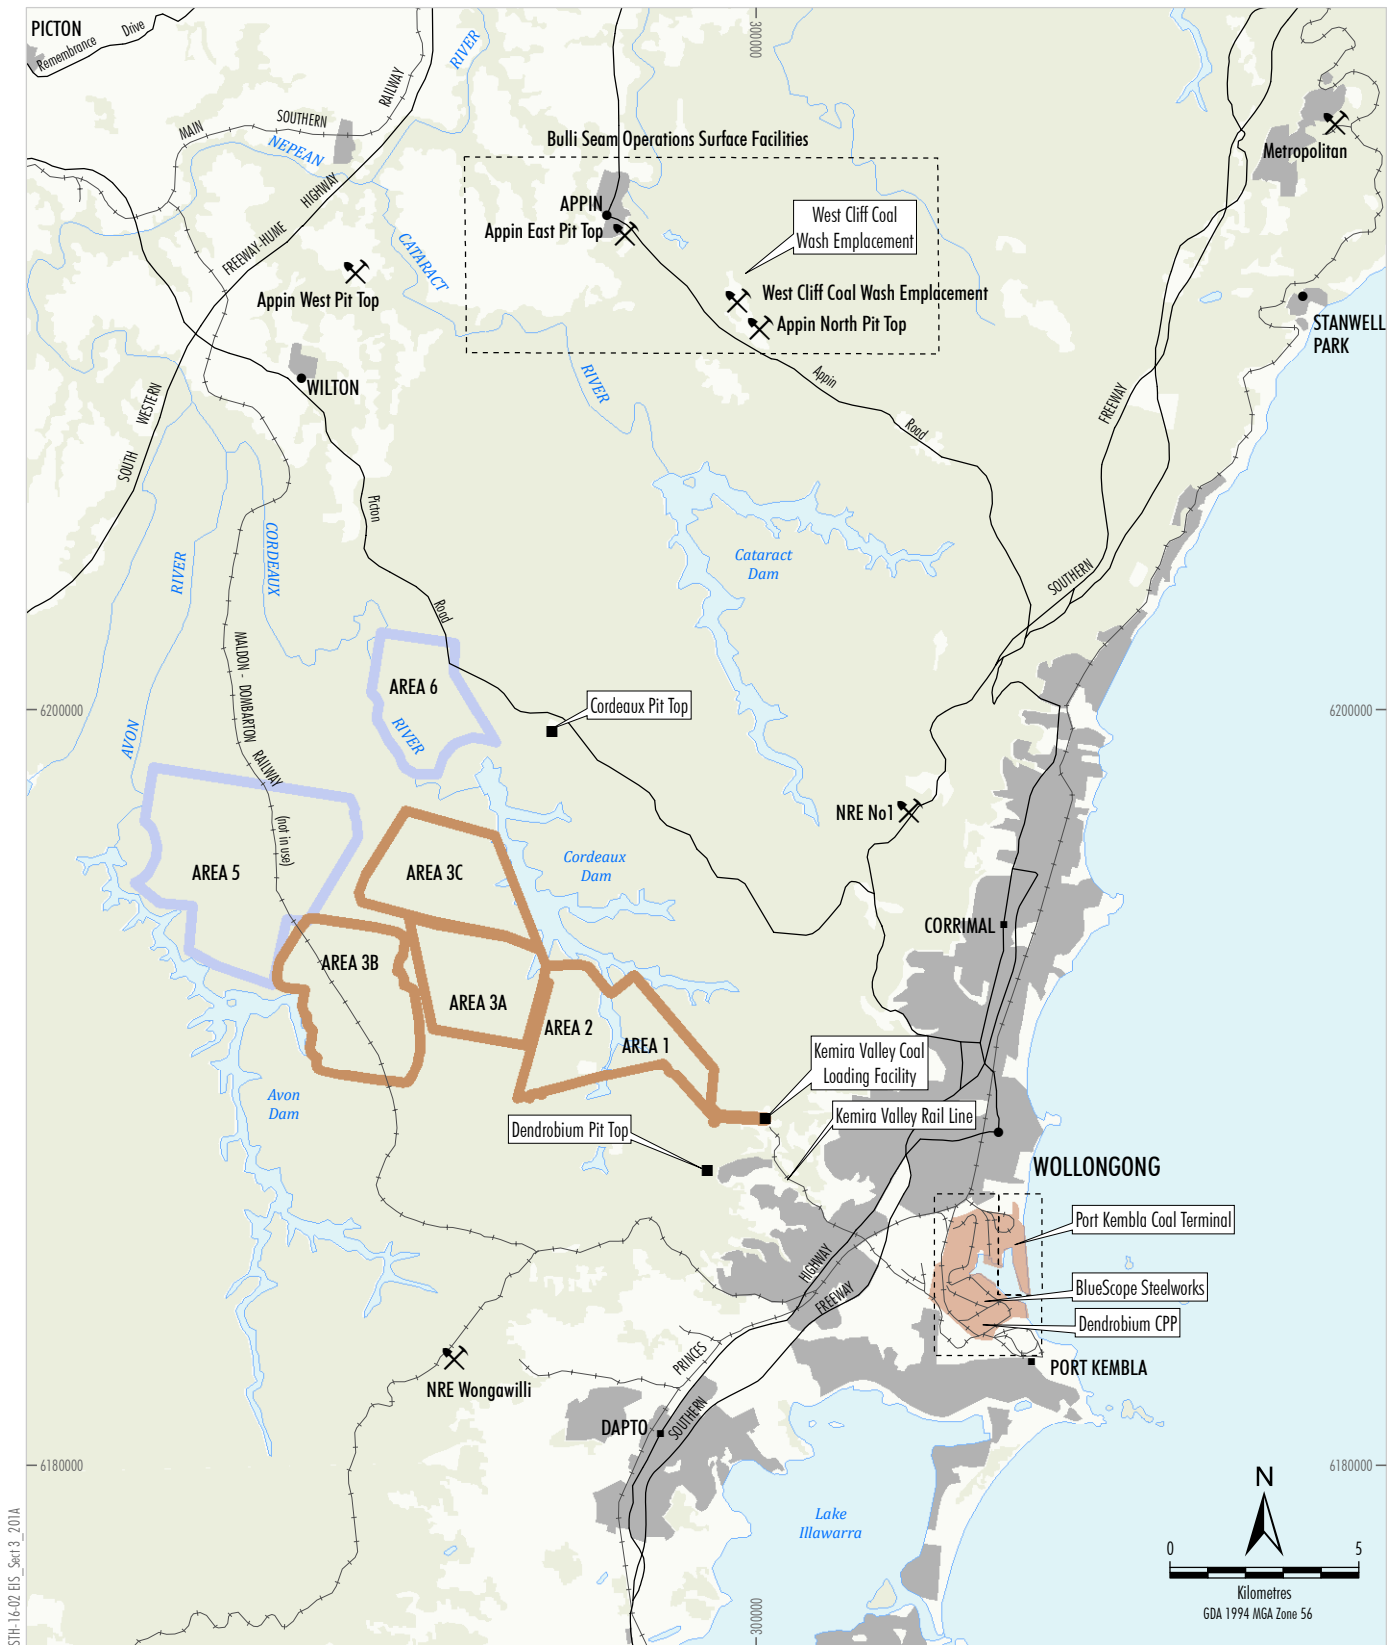 PICTON
Remembrance Drive
RIVER
300000
RAILWAY
SOUTHERN
MAIN
NEPEAN
Bulli Seam Operations Surface Facilities
Metropolitan
HIGHWAY
APPIN
Appin East Pit Top
West Cliff Coal
Wash Emplacement
FREEWAY-HUME
CATARACT
Appin West Pit Top
West Cliff Coal Wash Emplacement
Appin North Pit Top
STANWELL
PARK
WILTON
RIVER
Appin
Road
FREEWAY
WESTERN
SOUTH
Picton
CORDEAUX
RIVER
Cataract
Dam
SOUTHERN
Road
MALDON - DOMBARTON RAILWAY
(not in use)
AREA 6
RIVER
Cordeaux Pit Top
6200000
6200000
AVON
NRE No1
AREA 5
AREA 3C
Cordeaux
Dam
CORRIMAL
AREA 3B
AREA 3A
AREA 2
AREA 1
Kemira Valley Coal
Loading Facility
Avon
Dam
Kemira Valley Rail Line
Dendrobium Pit Top
WOLLONGONG
Port Kembla Coal Terminal
HIGHWAY
FREEWAY
BlueScope Steelworks
Dendrobium CPP
PRINCES
PORT KEMBLA
NRE Wongawilli
DAPTO
SOUTHERN
6180000
6180000
N
Lake
Illawarra
0 5
Kilometres
GDA 1994 MGA Zone 56
300000
STH-16-02 EIS_Sect 3_201A